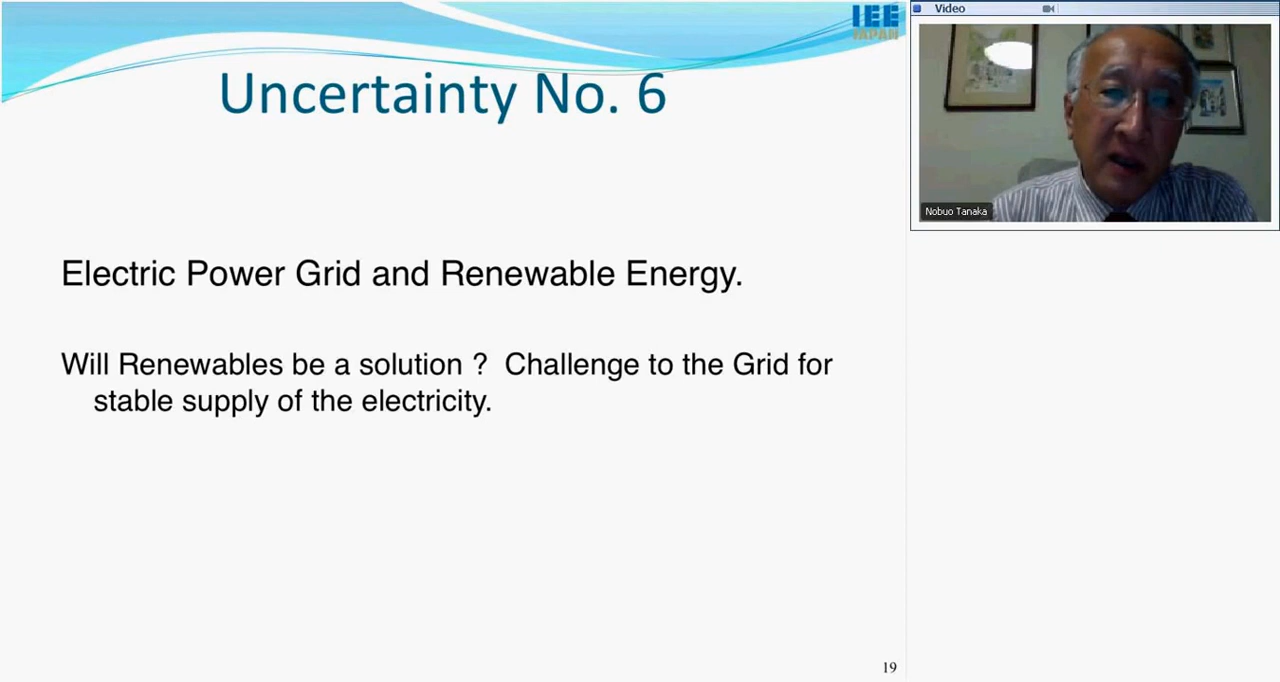 IEE
JAPAN
Uncertainty No. 6
Electric Power Grid and Renewable Energy.
Will Renewables be a solution ?  Challenge to the Grid for
stable supply of the electricity.
19
Video
Nobuo Tanaka